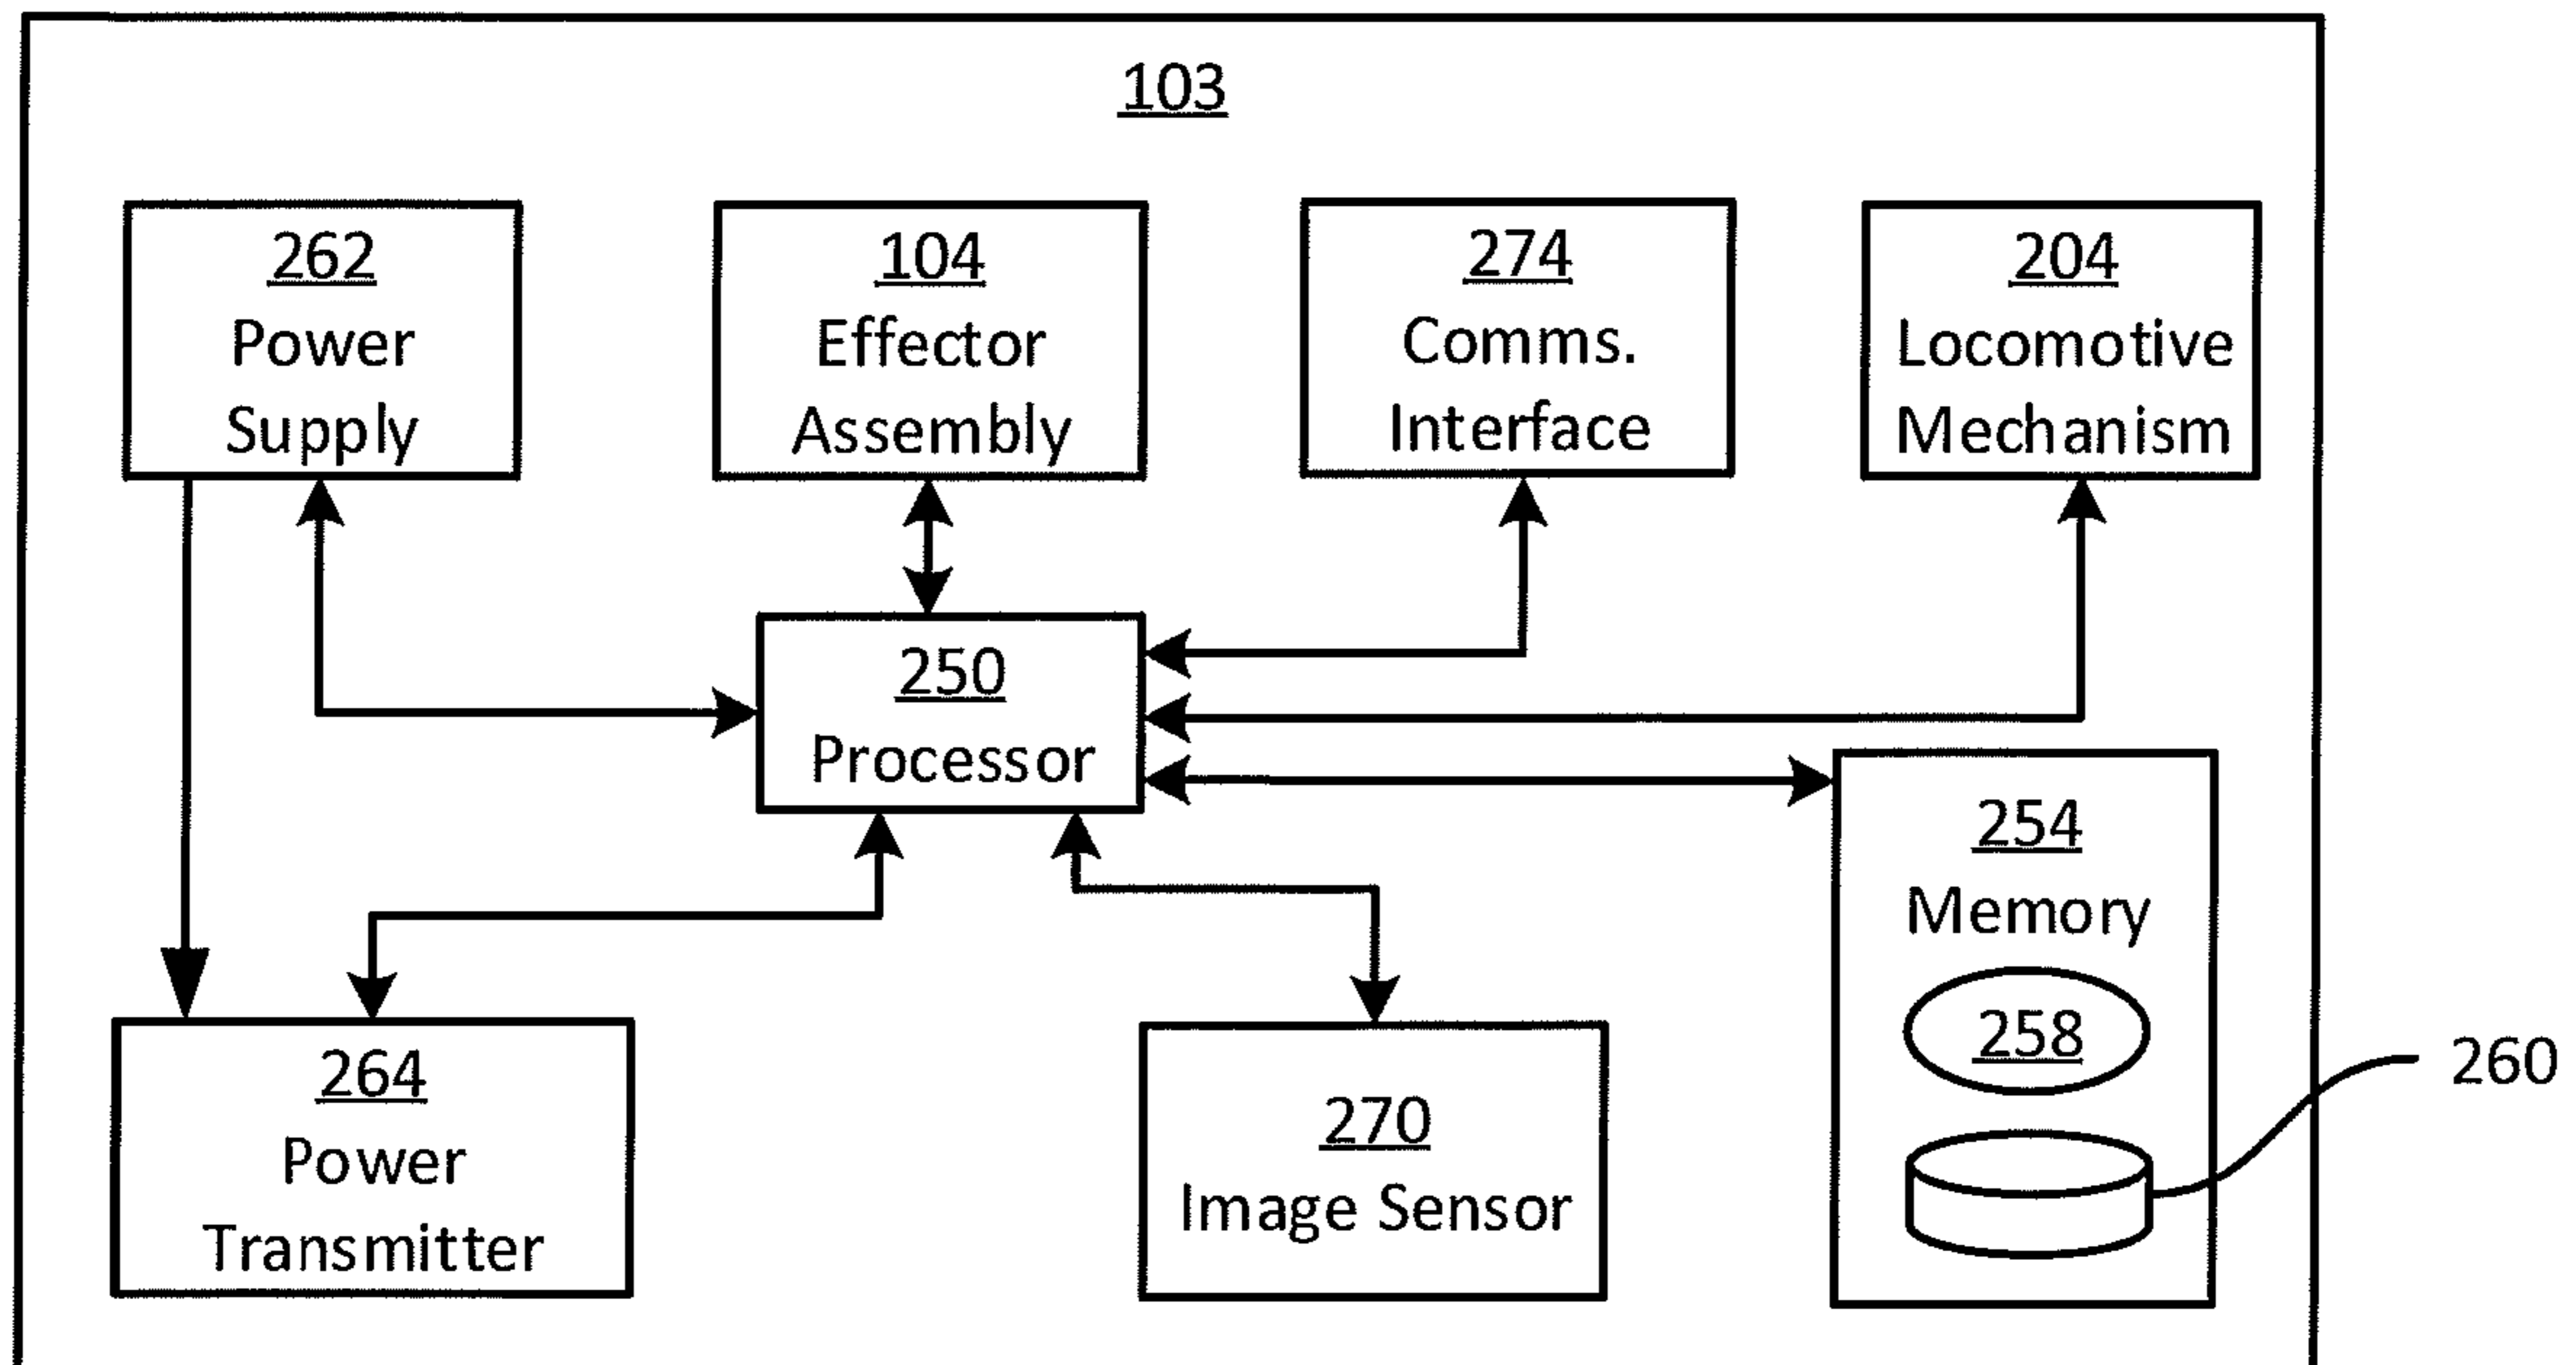 103
262
Power
Supply
104
Effector
Assembly
274
Comms.
Interface
204
Locomotive
Mechanism
250
Processor
254
Memory
258
260
264
Power
Transmitter
270
Image Sensor